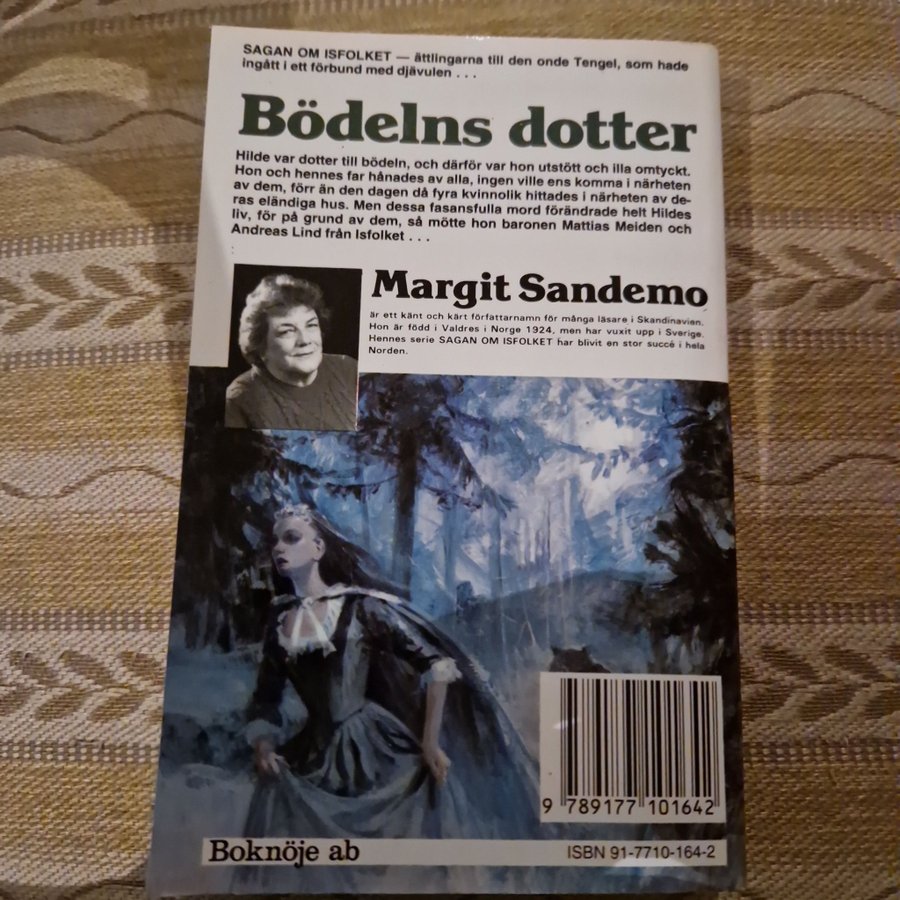 SAGAN OM ISFOLKET — ättlingarna till den onde Tengel, som hade
ingått i ett förbund med djävulen . . .
Bödelns dotter
Hilde var dotter till bödeln, och därför var hon utstött och illa omtyckt.
Hon och hennes far hånades av alla, ingen ville ens komma i närheten
av dem, förr än den dagen då fyra kvinnolik hittades i närheten av de-
ras eländiga hus. Men dessa fasansfulla mord förändrade helt Hildes
liv, för på grund av dem, så mötte hon baronen Mattias Meiden och
Andreas Lind från Isfolket . . .
Margit Sandemo
är ett känt och kärt författarnamn för många läsare i Skandinavien.
Hon är född i Valdres i Norge 1924, men har vuxit upp i Sverige.
Hennes serie SAGAN OM ISFOLKET har blivit en stor succé i hela
Norden.
9 789177 101642
Boknöje ab
ISBN 91-7710-164-2